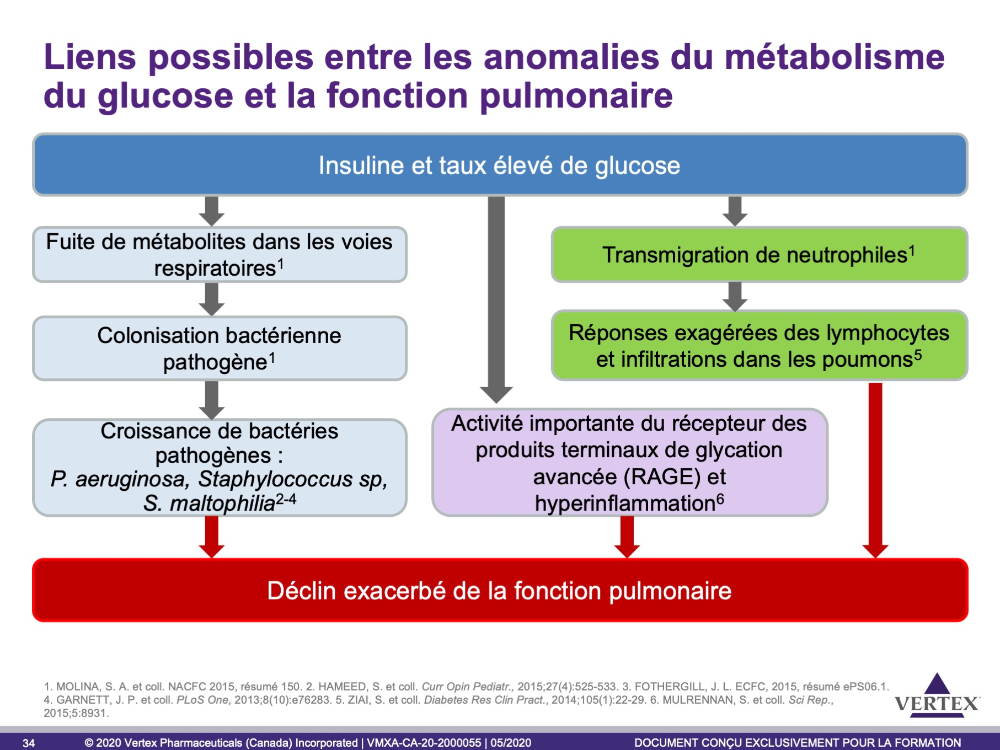 Liens possibles entre les anomalies du métabolisme
du glucose et la fonction pulmonaire
Insuline et taux élevé de glucose
Fuite de métabolites dans les voies
respiratoires1
Colonisation bactérienne
pathogène1
Croissance de bactéries
pathogènes :
P. aeruginosa, Staphylococcus sp,
S. maltophilia2-4
Transmigration de neutrophiles1
Réponses exagérées des lymphocytes
et infiltrations dans les poumons5
Activité importante du récepteur des
produits terminaux de glycation
avancée (RAGE) et
hyperinflammation6
Déclin exacerbé de la fonction pulmonaire
1. MOLINA, S. A. et coll. NACFC 2015, résumé 150. 2. HAMEED, S. et coll. Curr Opin Pediatr., 2015;27(4):525-533. 3. FOTHERGILL, J. L. ECFC, 2015, résumé ePS06.1.
4. GARNETT, J. P. et coll. PLoS One, 2013;8(10):e76283. 5. ZIAI, S. et coll. Diabetes Res Clin Pract., 2014;105(1):22-29. 6. MULRENNAN, S. et coll. Sci Rep.,
2015;5:8931.
VERTEX
34
© 2020 Vertex Pharmaceuticals (Canada) Incorporated | VMXA-CA-20-2000055 | 05/2020
DOCUMENT CONÇU EXCLUSIVEMENT POUR LA FORMATION